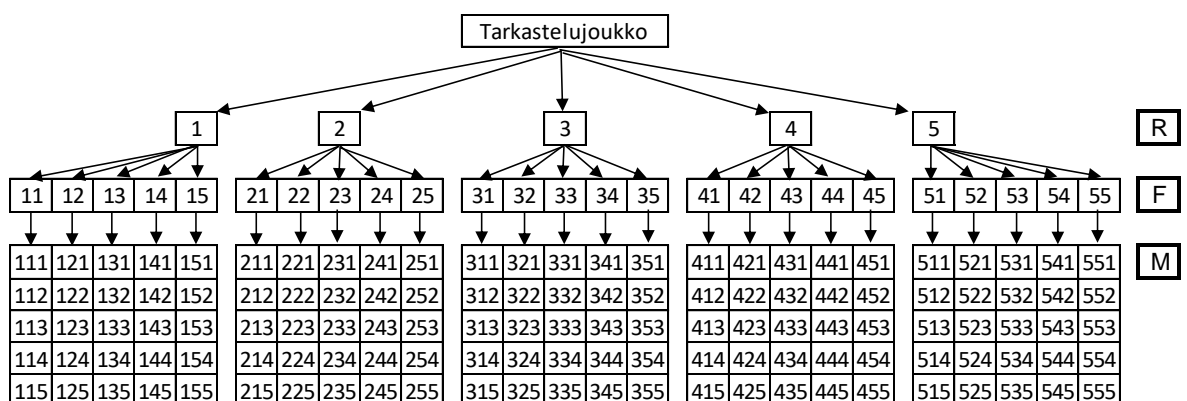 Tarkastelujoukko
1 2 3 4 5 R
11 12 13 14 15 21 22 23 24 25 31 32 33 34 35 41 42 43 44 45 51 52 53 54 55 F
111 121 131 141 151 211 221 231 241 251 311 321 331 341 351 411 421 431 441 451 511 521 531 541 551 M
112 122 132 142 152 212 222 232 242 252 312 322 332 342 352 412 422 432 442 452 512 522 532 542 552
113 123 133 143 153 213 223 233 243 253 313 323 333 343 353 413 423 433 443 453 513 523 533 543 553
114 124 134 144 154 214 224 234 244 254 314 324 334 344 354 414 424 434 444 454 514 524 534 544 554
115 125 135 145 155 215 225 235 245 255 315 325 335 345 355 415 425 435 445 455 515 525 535 545 555